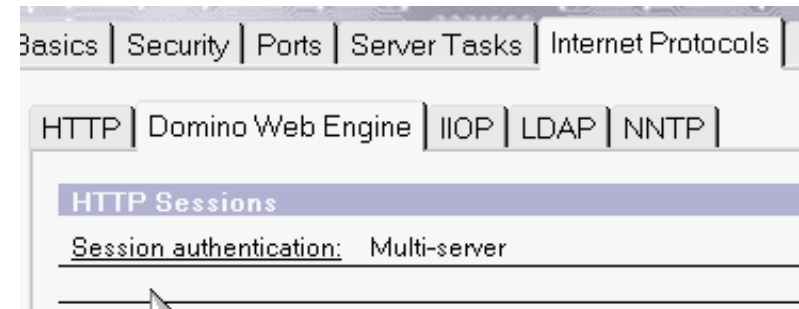 Basics Security Ports Server Tasks Internet Protocols
HTTP Domino Web Engine IIOP LDAP NNTP
HTTP Sessions
Session authentication: Multi-server